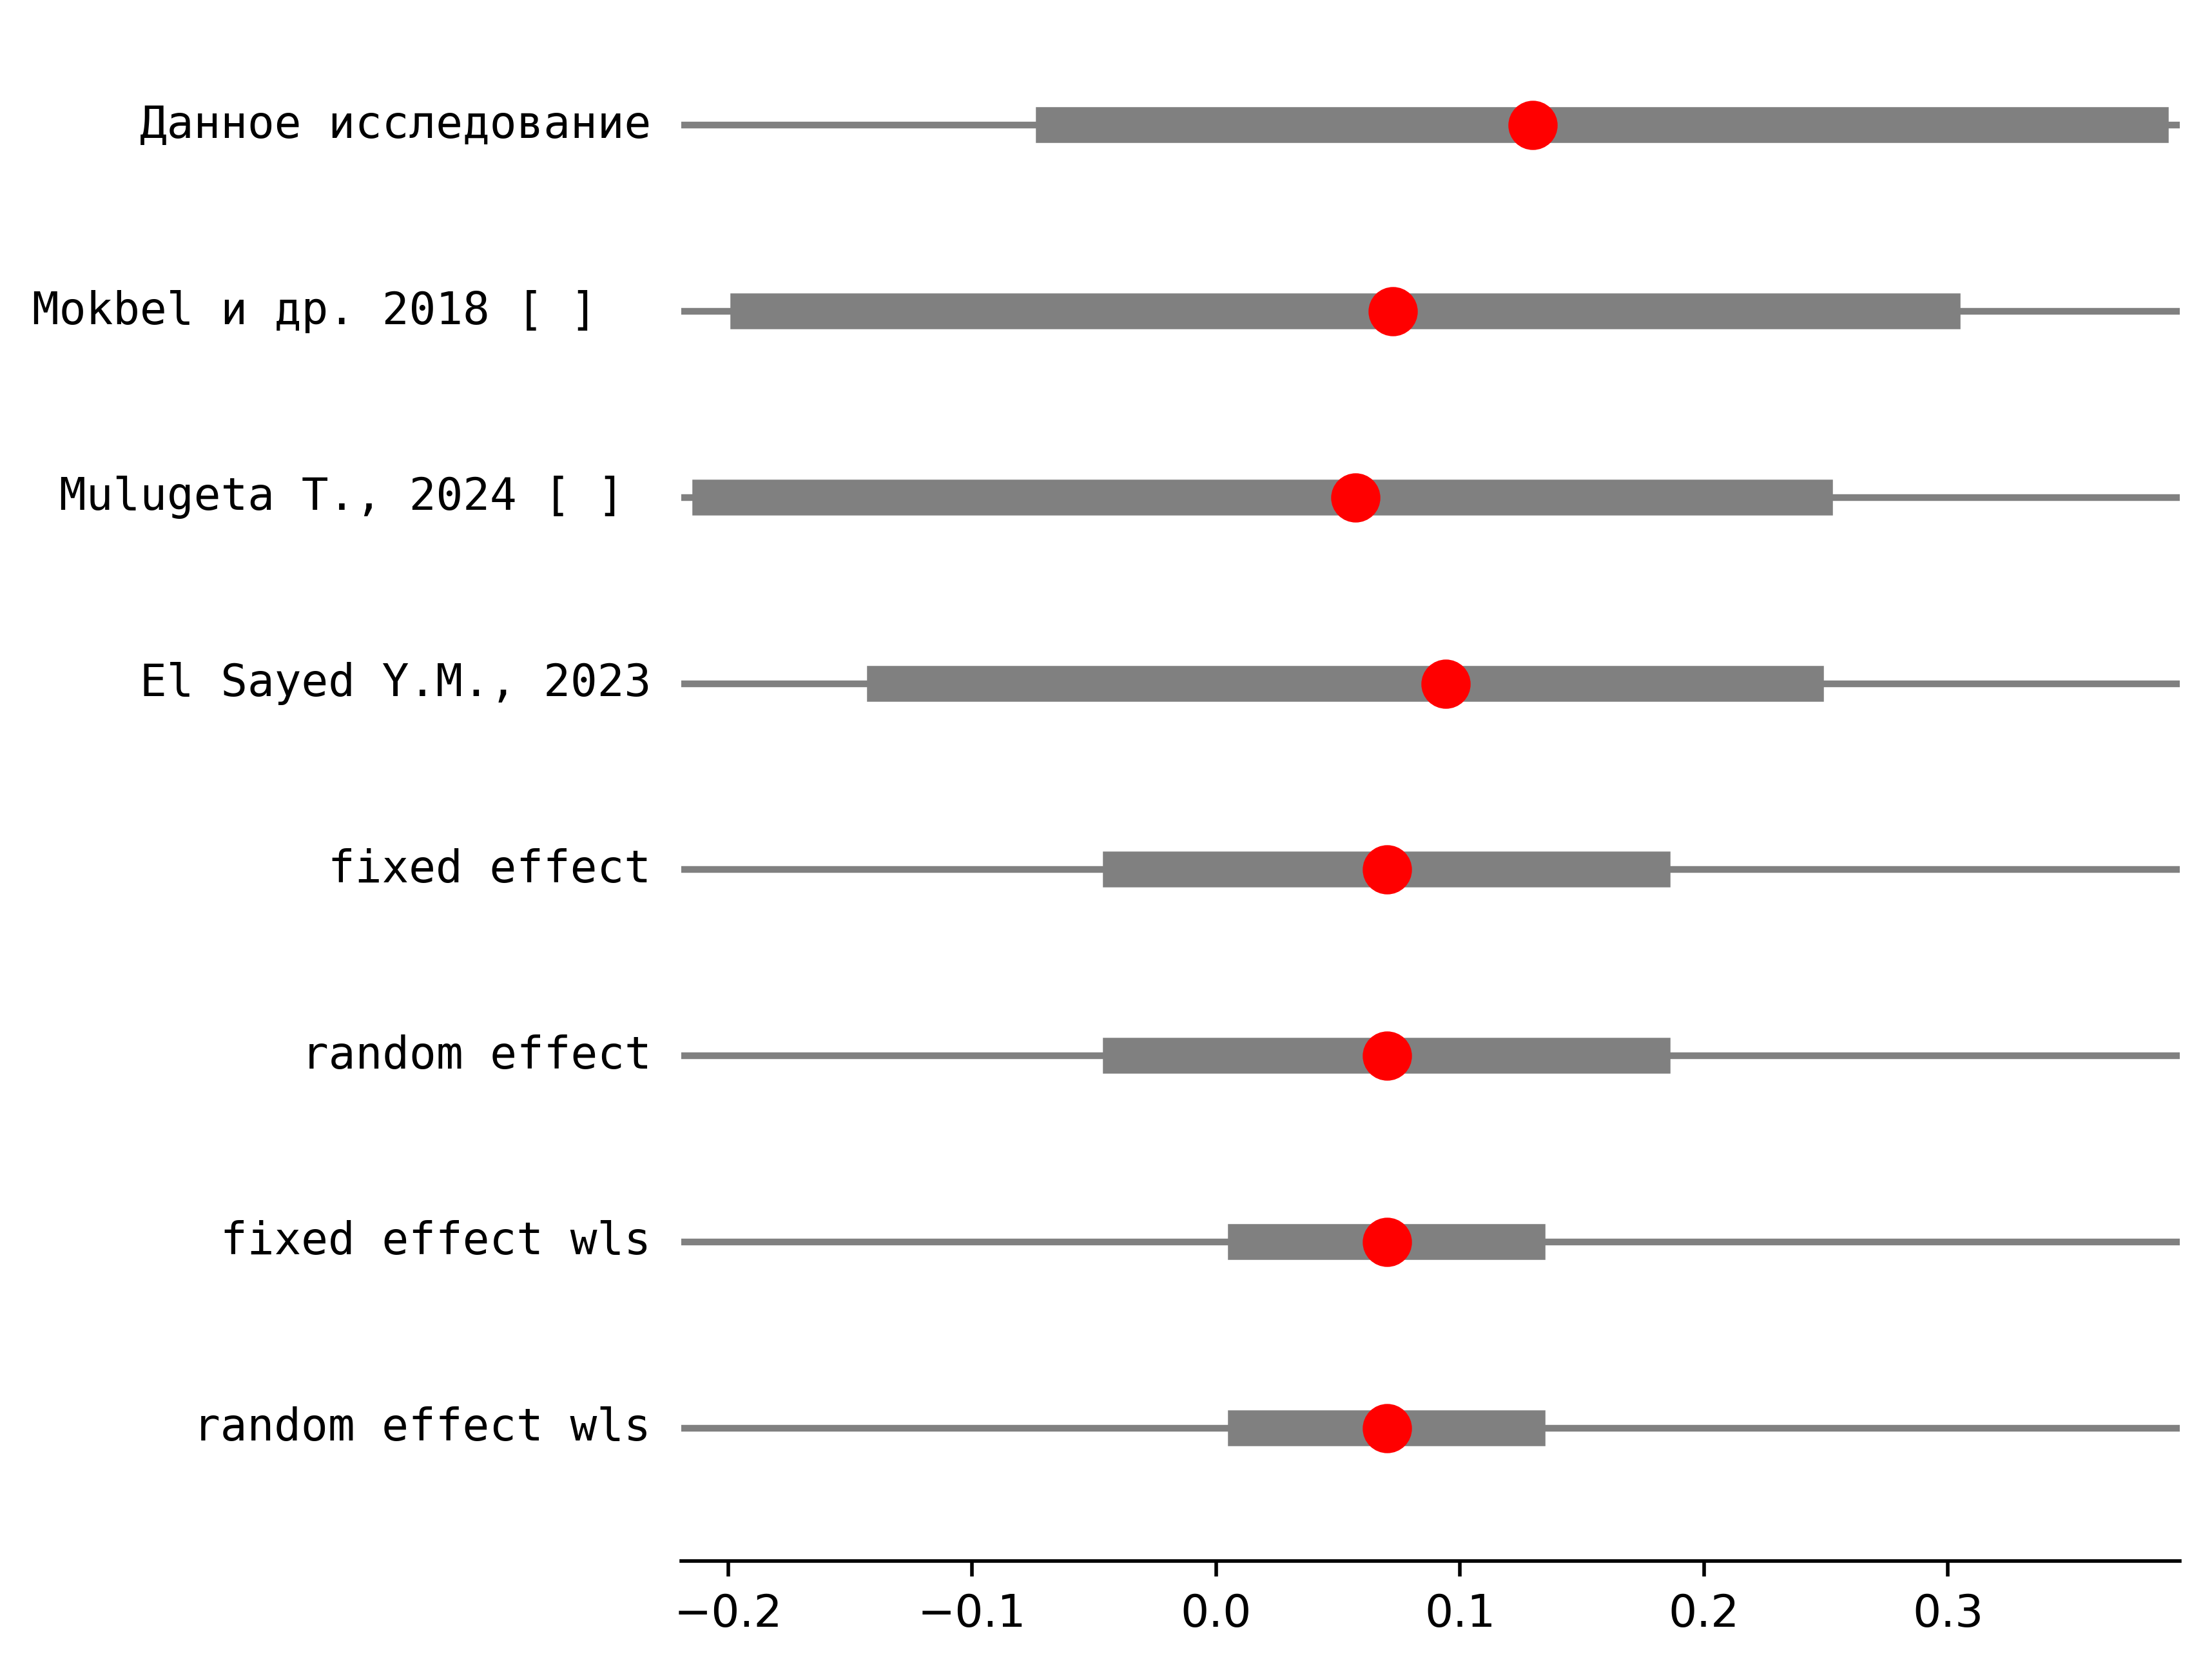 Данное исследование
Mokbel и др. 2018 [ ]
Mulugeta T., 2024 [ ]
El Sayed Y.M., 2023
fixed effect
random effect
fixed effect wls
random effect wls
−0.2 −0.1 0.0 0.1 0.2 0.3